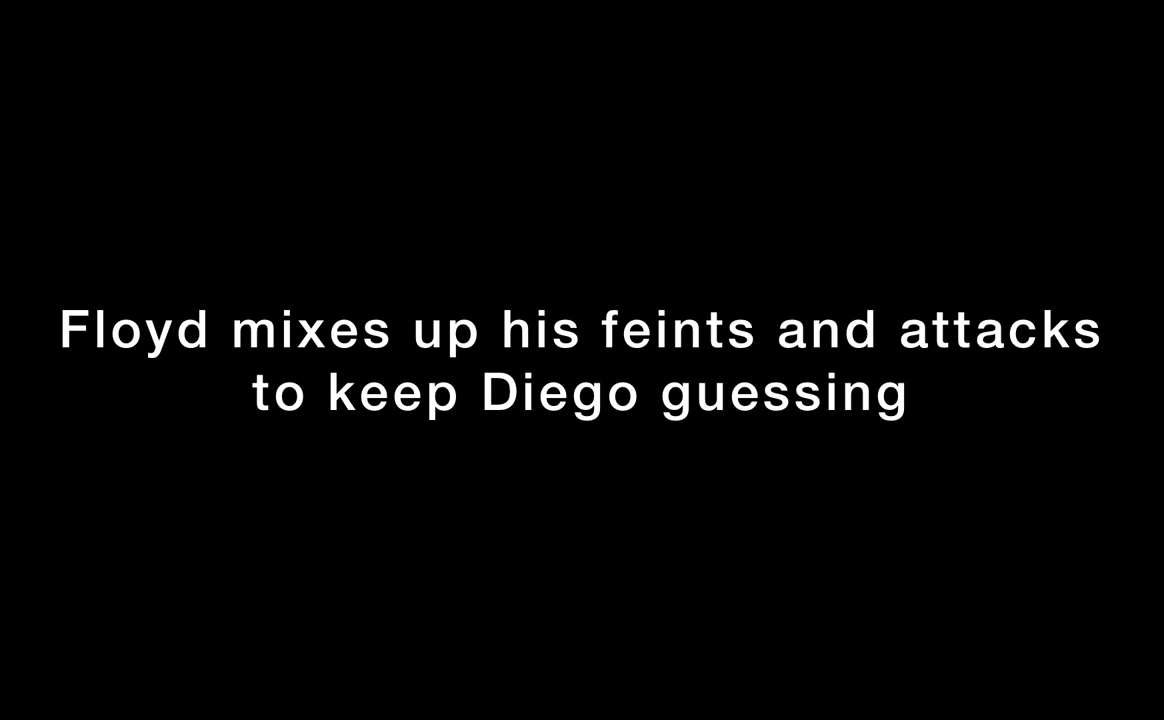 Floyd mixes up his feints and attacks
to keep Diego guessing